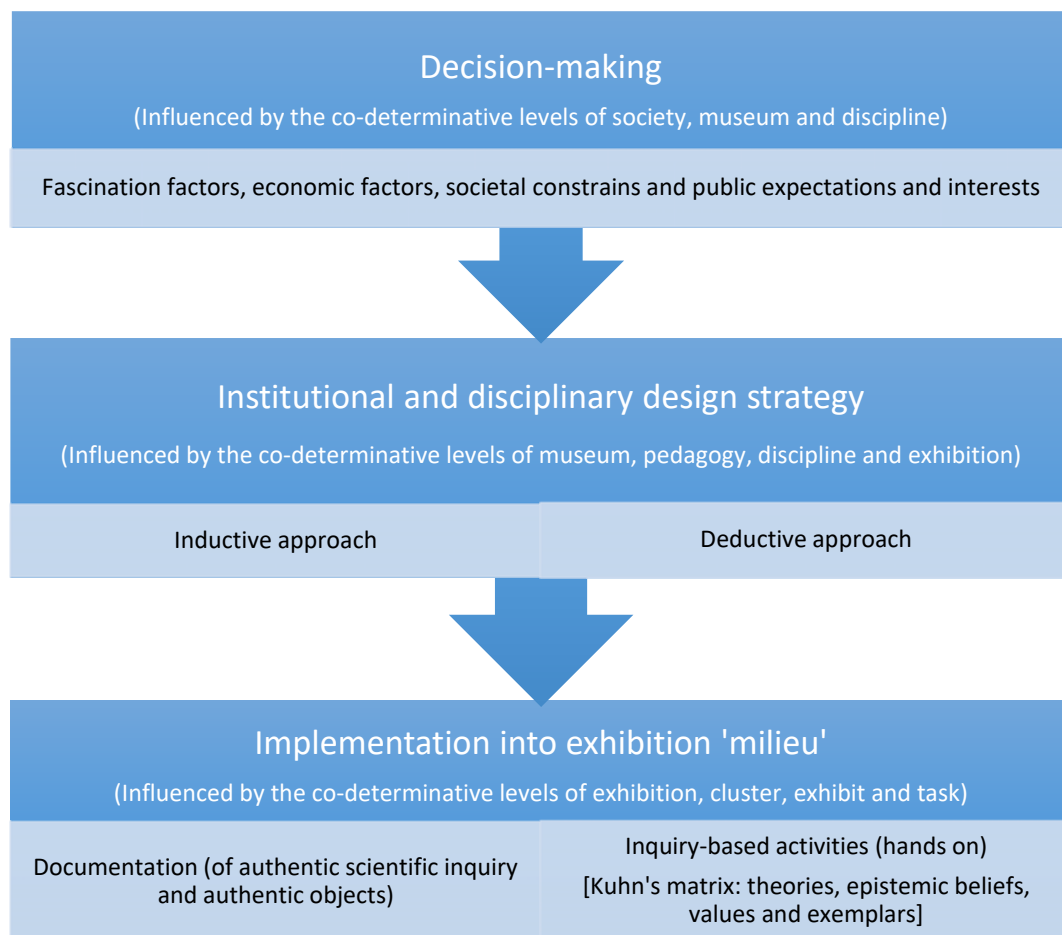 Decision-making
(Influenced by the co-determinative levels of society, museum and discipline)
Fascination factors, economic factors, societal constrains and public expectations and interests
Institutional and disciplinary design strategy
(Influenced by the co-determinative levels of museum, pedagogy, discipline and exhibition)
Inductive approach
Deductive approach
Implementation into exhibition 'milieu'
(Influenced by the co-determinative levels of exhibition, cluster, exhibit and task)
Documentation (of authentic scientific inquiry
and authentic objects)
Inquiry-based activities (hands on)
[Kuhn's matrix: theories, epistemic beliefs,
values and exemplars]